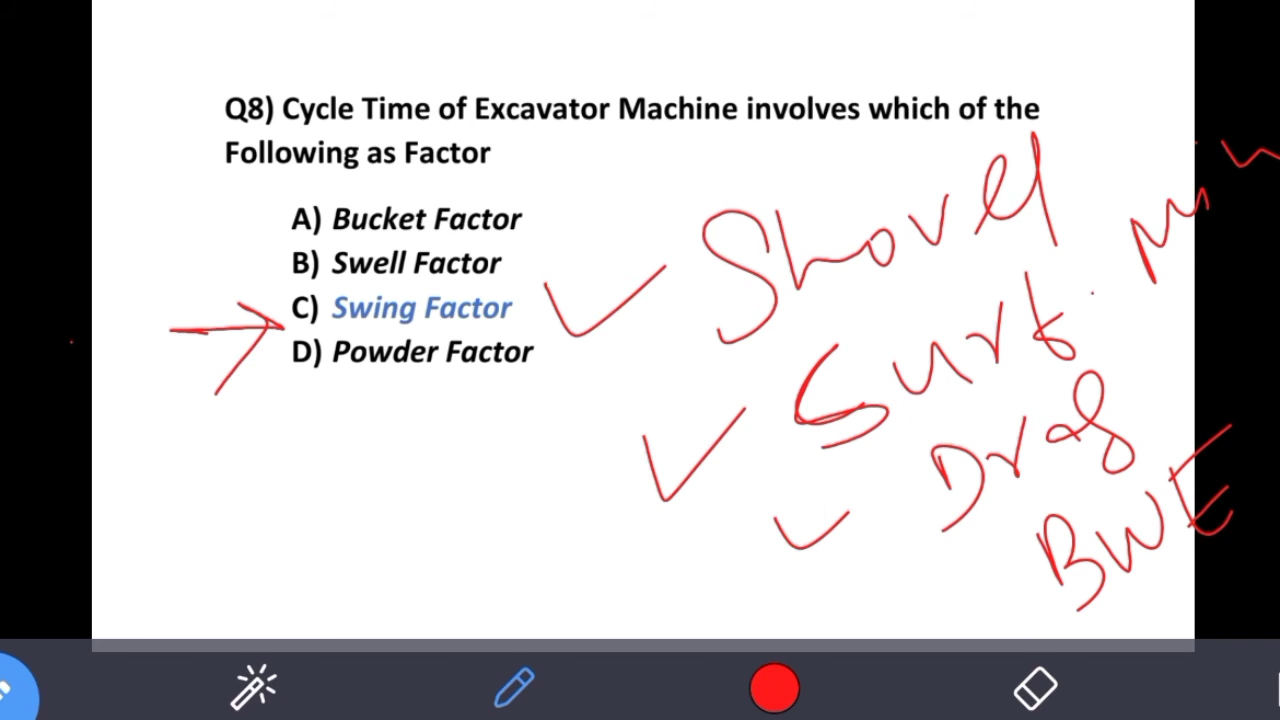 Q8) Cycle Time of Excavator Machine involves which of the
Following as Factor
A) Bucket Factor
B) Swell Factor
C) Swing Factor
D) Powder Factor
Shovel
Surf.
Drag
BWE